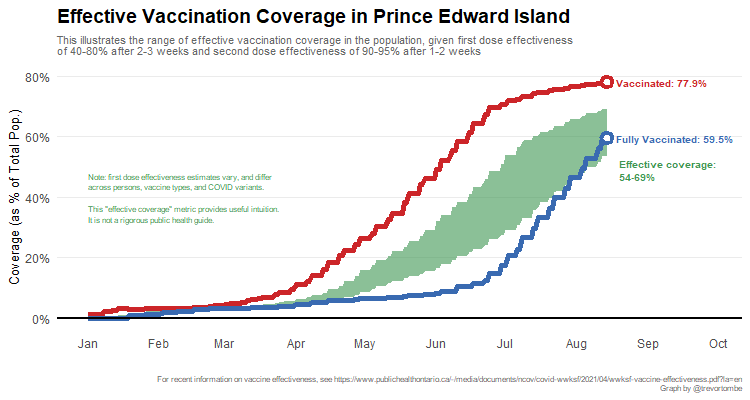 Effective Vaccination Coverage in Prince Edward Island
This illustrates the range of effective vaccination coverage in the population, given first dose effectiveness
of 40-80% after 2-3 weeks and second dose effectiveness of 90-95% after 1-2 weeks
Coverage (as % of Total Pop.)
80%
60%
40%
20%
0%
Vaccinated: 77.9%
Fully Vaccinated: 59.5%
Effective coverage:
54-69%
Note: first dose effectiveness estimates vary, and differ
across persons, vaccine types, and COVID variants.
This "effective coverage" metric provides useful intuition.
It is not a rigorous public health guide.
Jan Feb Mar Apr May Jun Jul Aug Sep Oct
For recent information on vaccine effectiveness, see https://www.publichealthontario.ca/-/media/documents/ncov/covid-wwksf/2021/04/wwksf-vaccine-effectiveness.pdf?la=en
Graph by @trevortombe